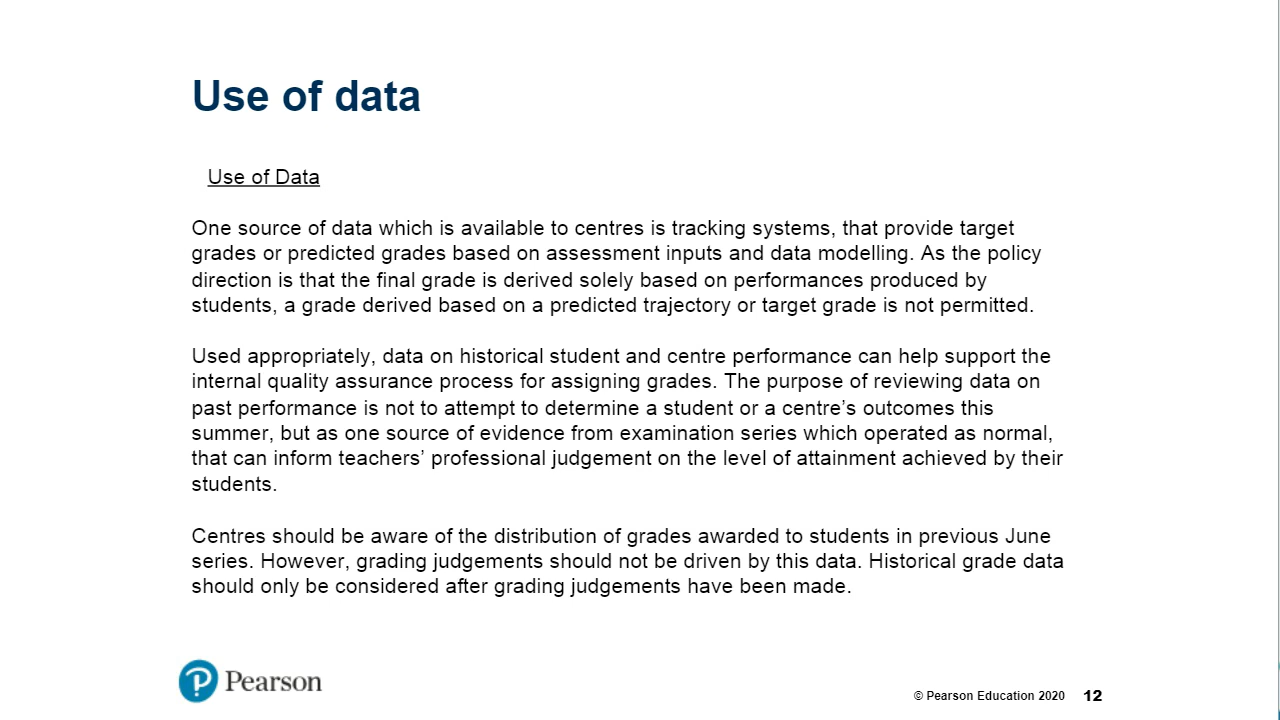 Use of data
Use of Data
One source of data which is available to centres is tracking systems, that provide target
grades or predicted grades based on assessment inputs and data modelling. As the policy
direction is that the final grade is derived solely based on performances produced by
students, a grade derived based on a predicted trajectory or target grade is not permitted.
Used appropriately, data on historical student and centre performance can help support the
internal quality assurance process for assigning grades. The purpose of reviewing data on
past performance is not to attempt to determine a student or a centre’s outcomes this
summer, but as one source of evidence from examination series which operated as normal,
that can inform teachers’ professional judgement on the level of attainment achieved by their
students.
Centres should be aware of the distribution of grades awarded to students in previous June
series. However, grading judgements should not be driven by this data. Historical grade data
should only be considered after grading judgements have been made.
Pearson
© Pearson Education 2020 12